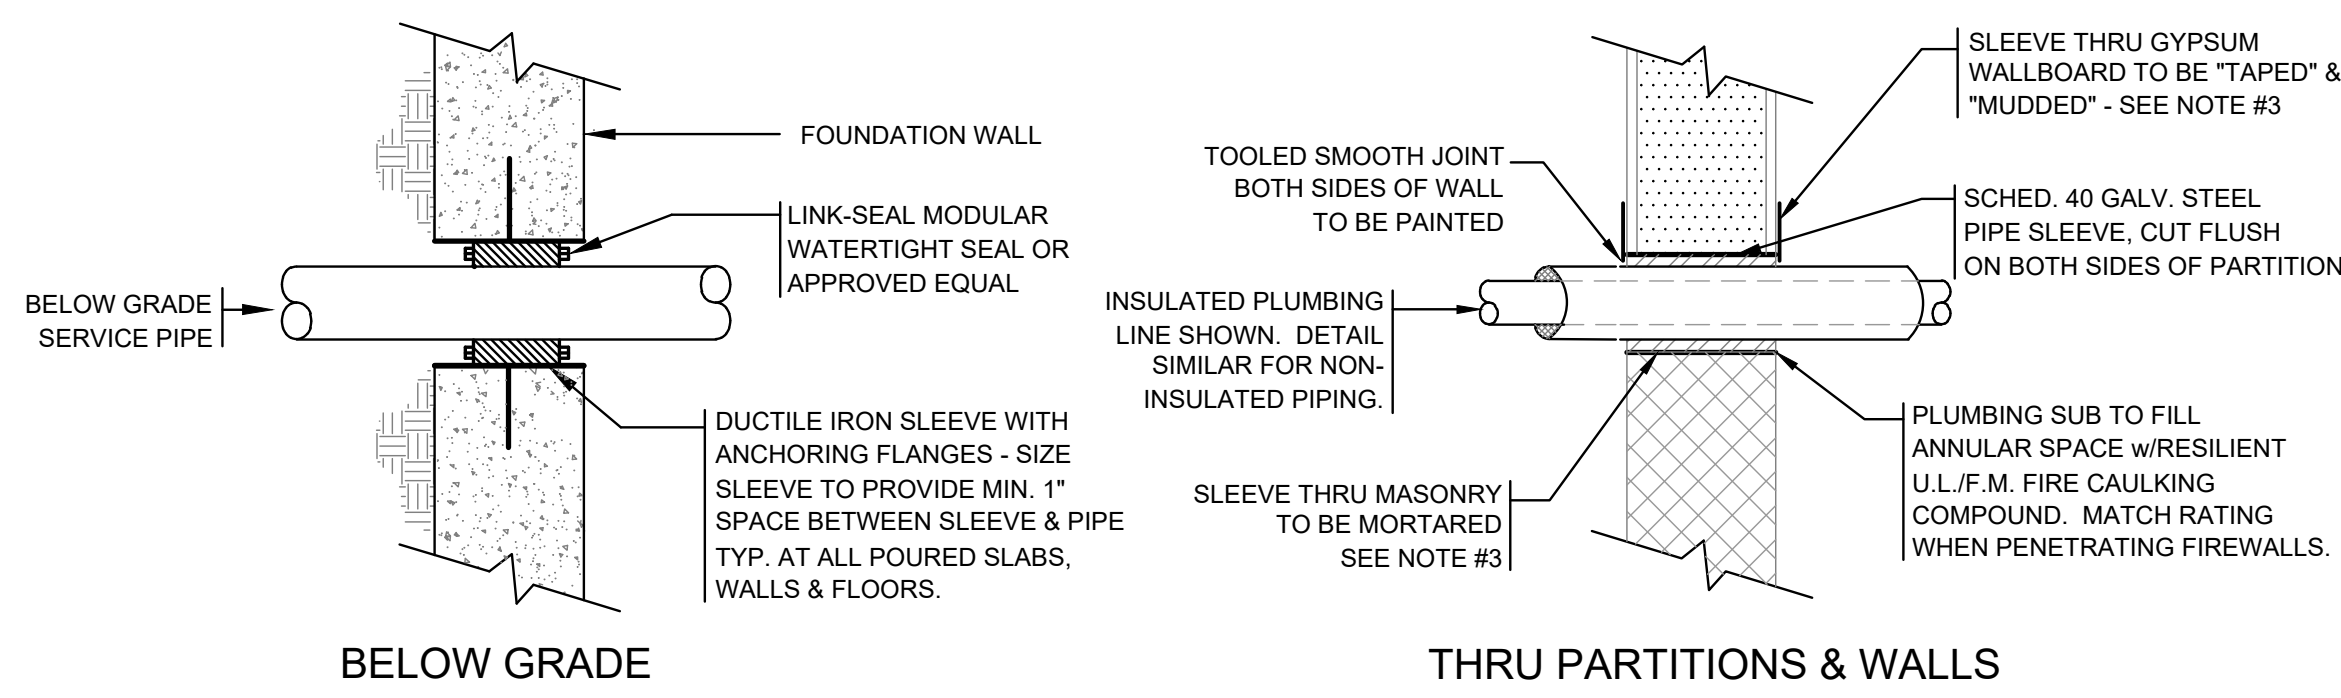 FOUNDATION WALL
LINK-SEAL MODULAR
WATERTIGHT SEAL OR
APPROVED EQUAL
BELOW GRADE
SERVICE PIPE
DUCTILE IRON SLEEVE WITH
ANCHORING FLANGES - SIZE
SLEEVE TO PROVIDE MIN. 1"
SPACE BETWEEN SLEEVE & PIPE
TYP. AT ALL POURED SLABS,
WALLS & FLOORS.
BELOW GRADE
SLEEVE THRU GYPSUM
WALLBOARD TO BE "TAPED" &
"MUDDED" - SEE NOTE #3
TOOLED SMOOTH JOINT
BOTH SIDES OF WALL
TO BE PAINTED
SCHED. 40 GALV. STEEL
PIPE SLEEVE, CUT FLUSH
ON BOTH SIDES OF PARTITION
INSULATED PLUMBING
LINE SHOWN. DETAIL
SIMILAR FOR NON-
INSULATED PIPING.
PLUMBING SUB TO FILL
ANNULAR SPACE w/RESILIENT
U.L./F.M. FIRE CAULKING
COMPOUND. MATCH RATING
WHEN PENETRATING FIREWALLS.
SLEEVE THRU MASONRY
TO BE MORTARED
SEE NOTE #3
THRU PARTITIONS & WALLS